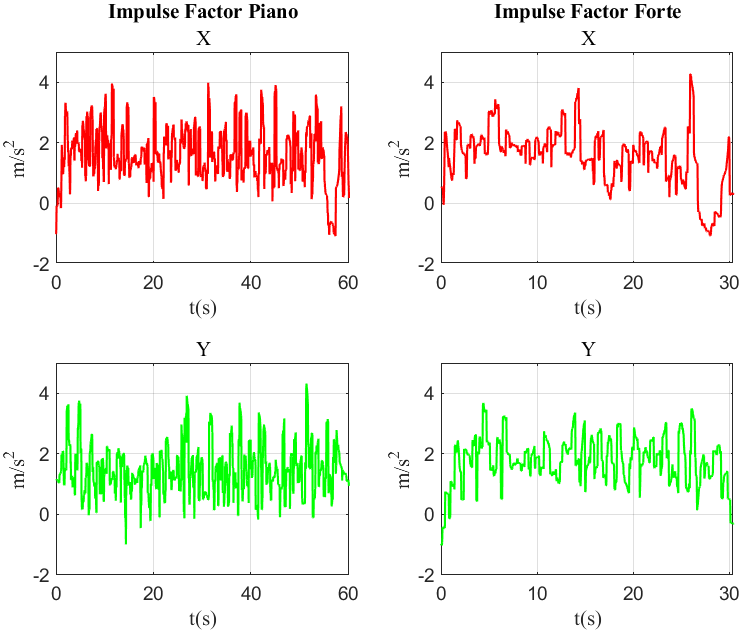 Impulse Factor Piano
X
m/s²
4
2
0
-2
0 20 40 60
t(s)
Impulse Factor Forte
X
m/s²
4
2
0
-2
0 10 20 30
t(s)
Y
m/s²
4
2
0
-2
0 20 40 60
t(s)
Y
m/s²
4
2
0
-2
0 10 20 30
t(s)